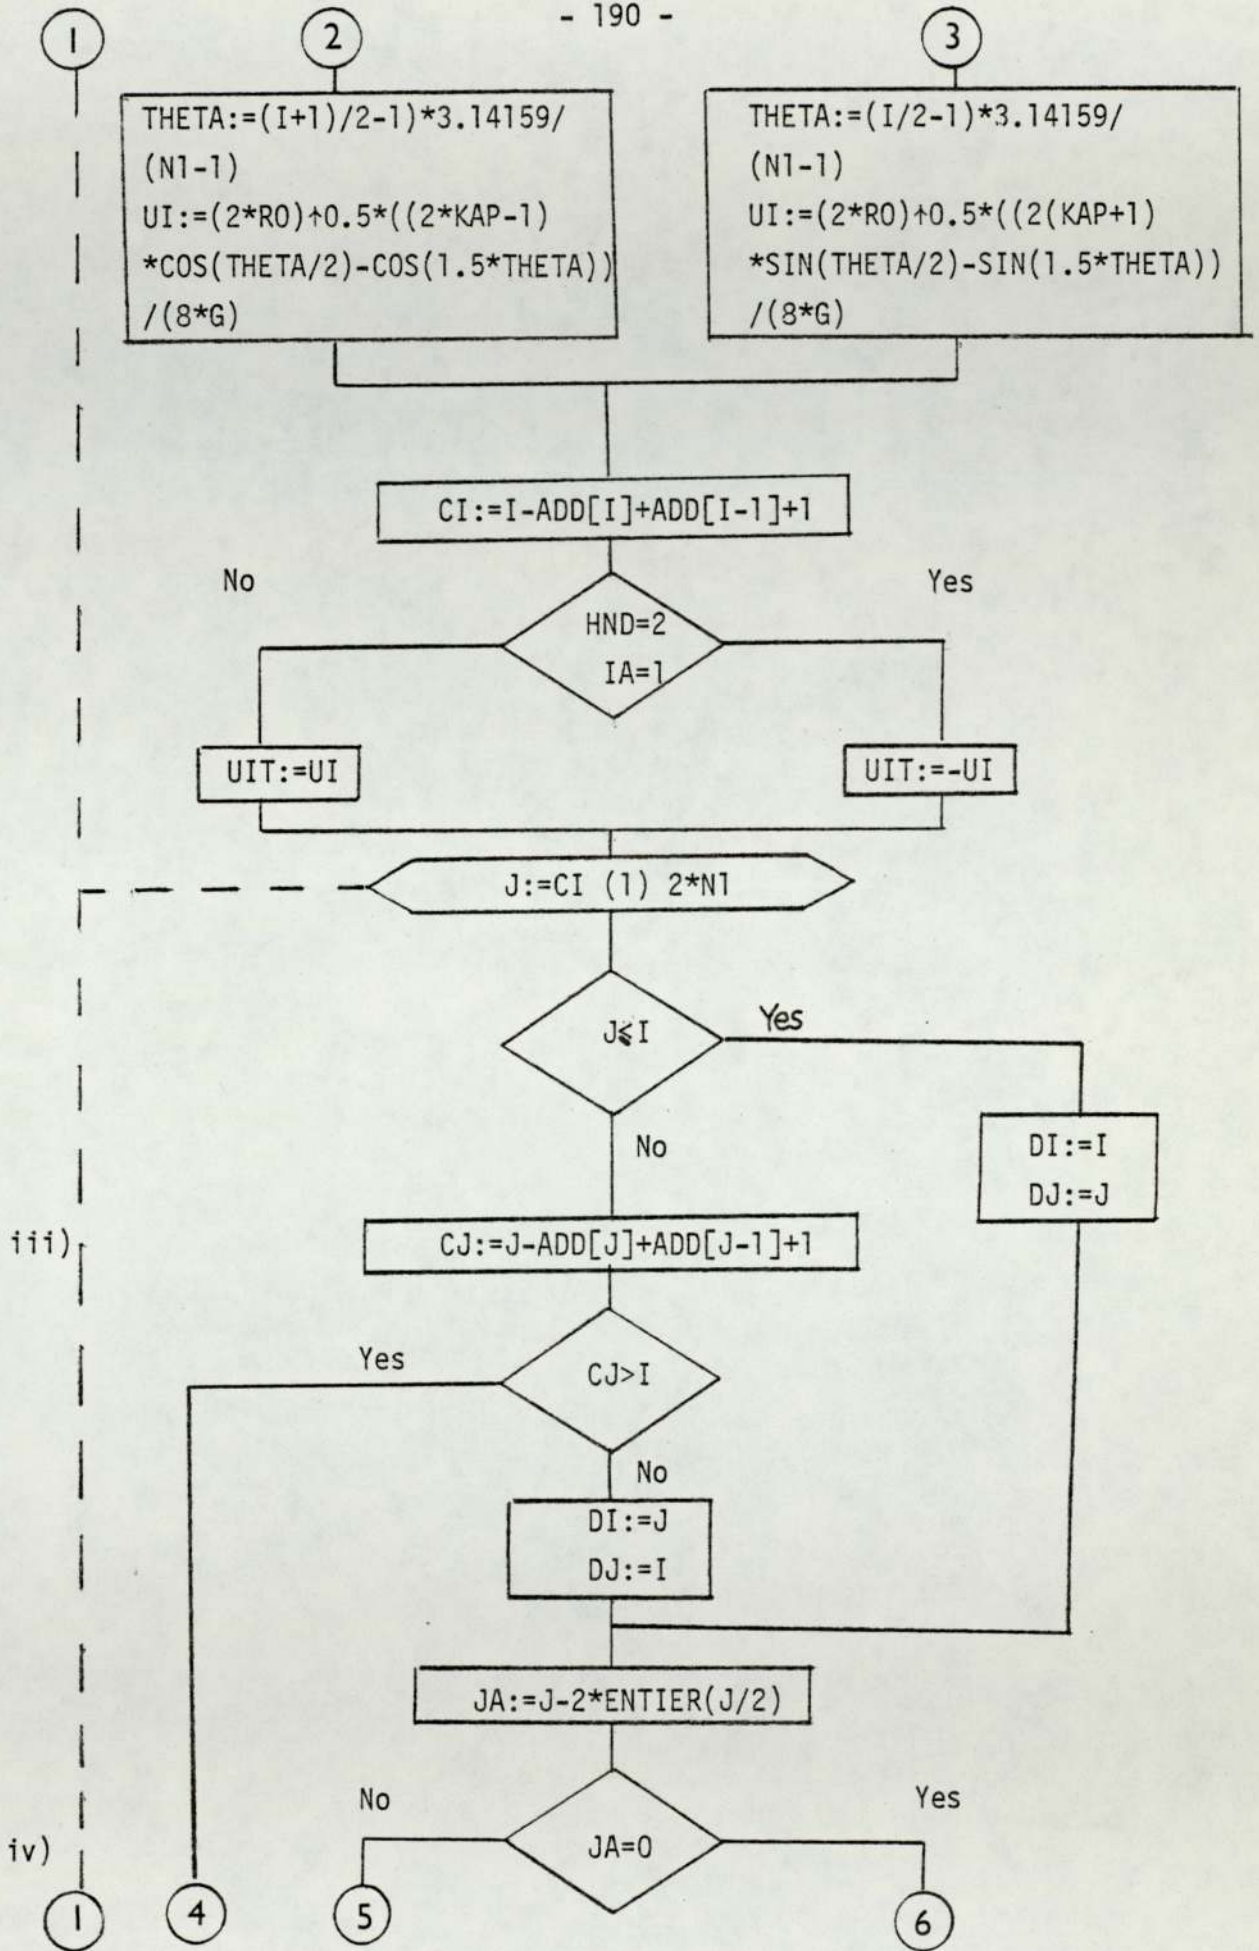 - 190 -
1
2
3
THETA:=(I+1)/2-1)*3.14159/
(N1-1)
UI:=(2*RO)↑0.5*((2*KAP-1)
*COS(THETA/2)-COS(1.5*THETA))
/(8*G)
THETA:=(I/2-1)*3.14159/
(N1-1)
UI:=(2*RO)↑0.5*((2(KAP+1)
*SIN(THETA/2)-SIN(1.5*THETA))
/(8*G)
CI:=I-ADD[I]+ADD[I-1]+1
No
Yes
HND=2
IA=1
UIT:=UI
UIT:=-UI
J:=CI (1) 2*N1
J≤I
Yes
No
DI:=I
DJ:=J
iii)
CJ:=J-ADD[J]+ADD[J-1]+1
Yes
CJ>I
No
DI:=J
DJ:=I
JA:=J-2*ENTIER(J/2)
No
Yes
iv)
JA=0
1
4
5
6